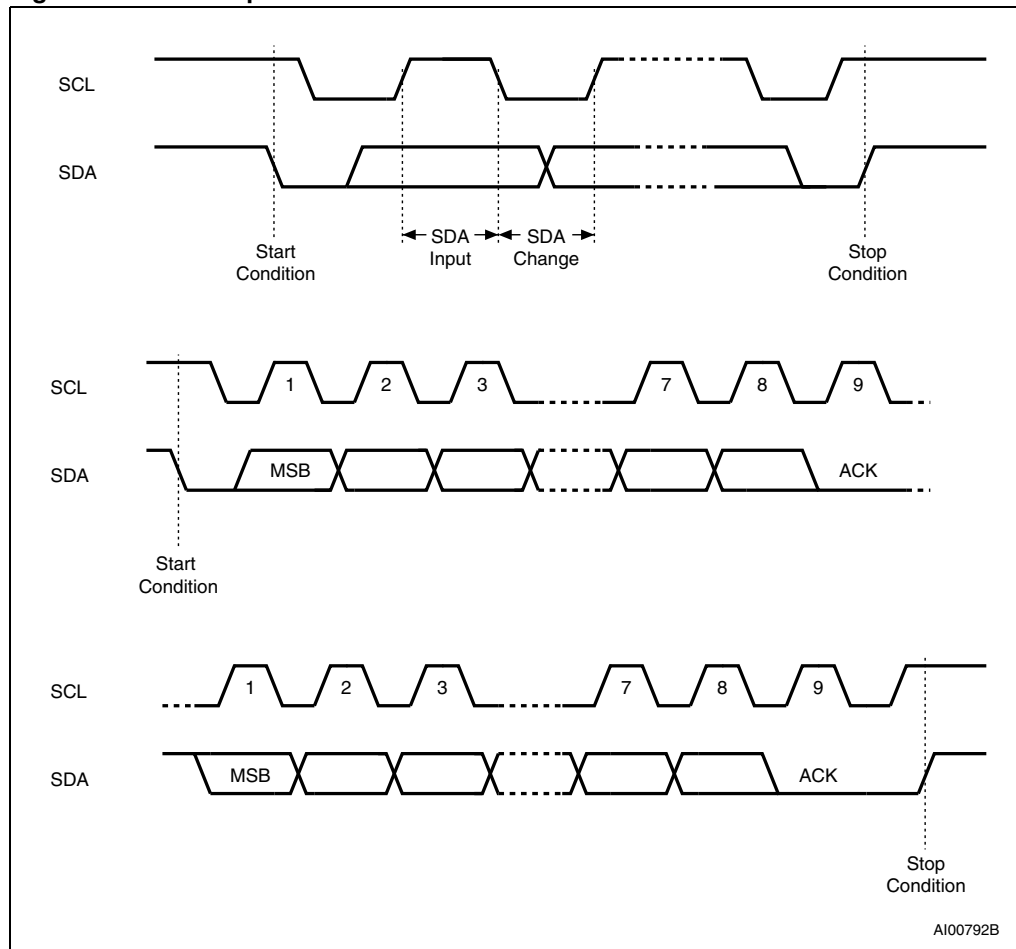 SCL
SDA
SDA Input
SDA Change
Start Condition
Stop Condition
SCL
1 2 3 7 8 9
SDA
MSB
ACK
Start Condition
SCL
1 2 3 7 8 9
SDA
MSB
ACK
Stop Condition
AI00792B